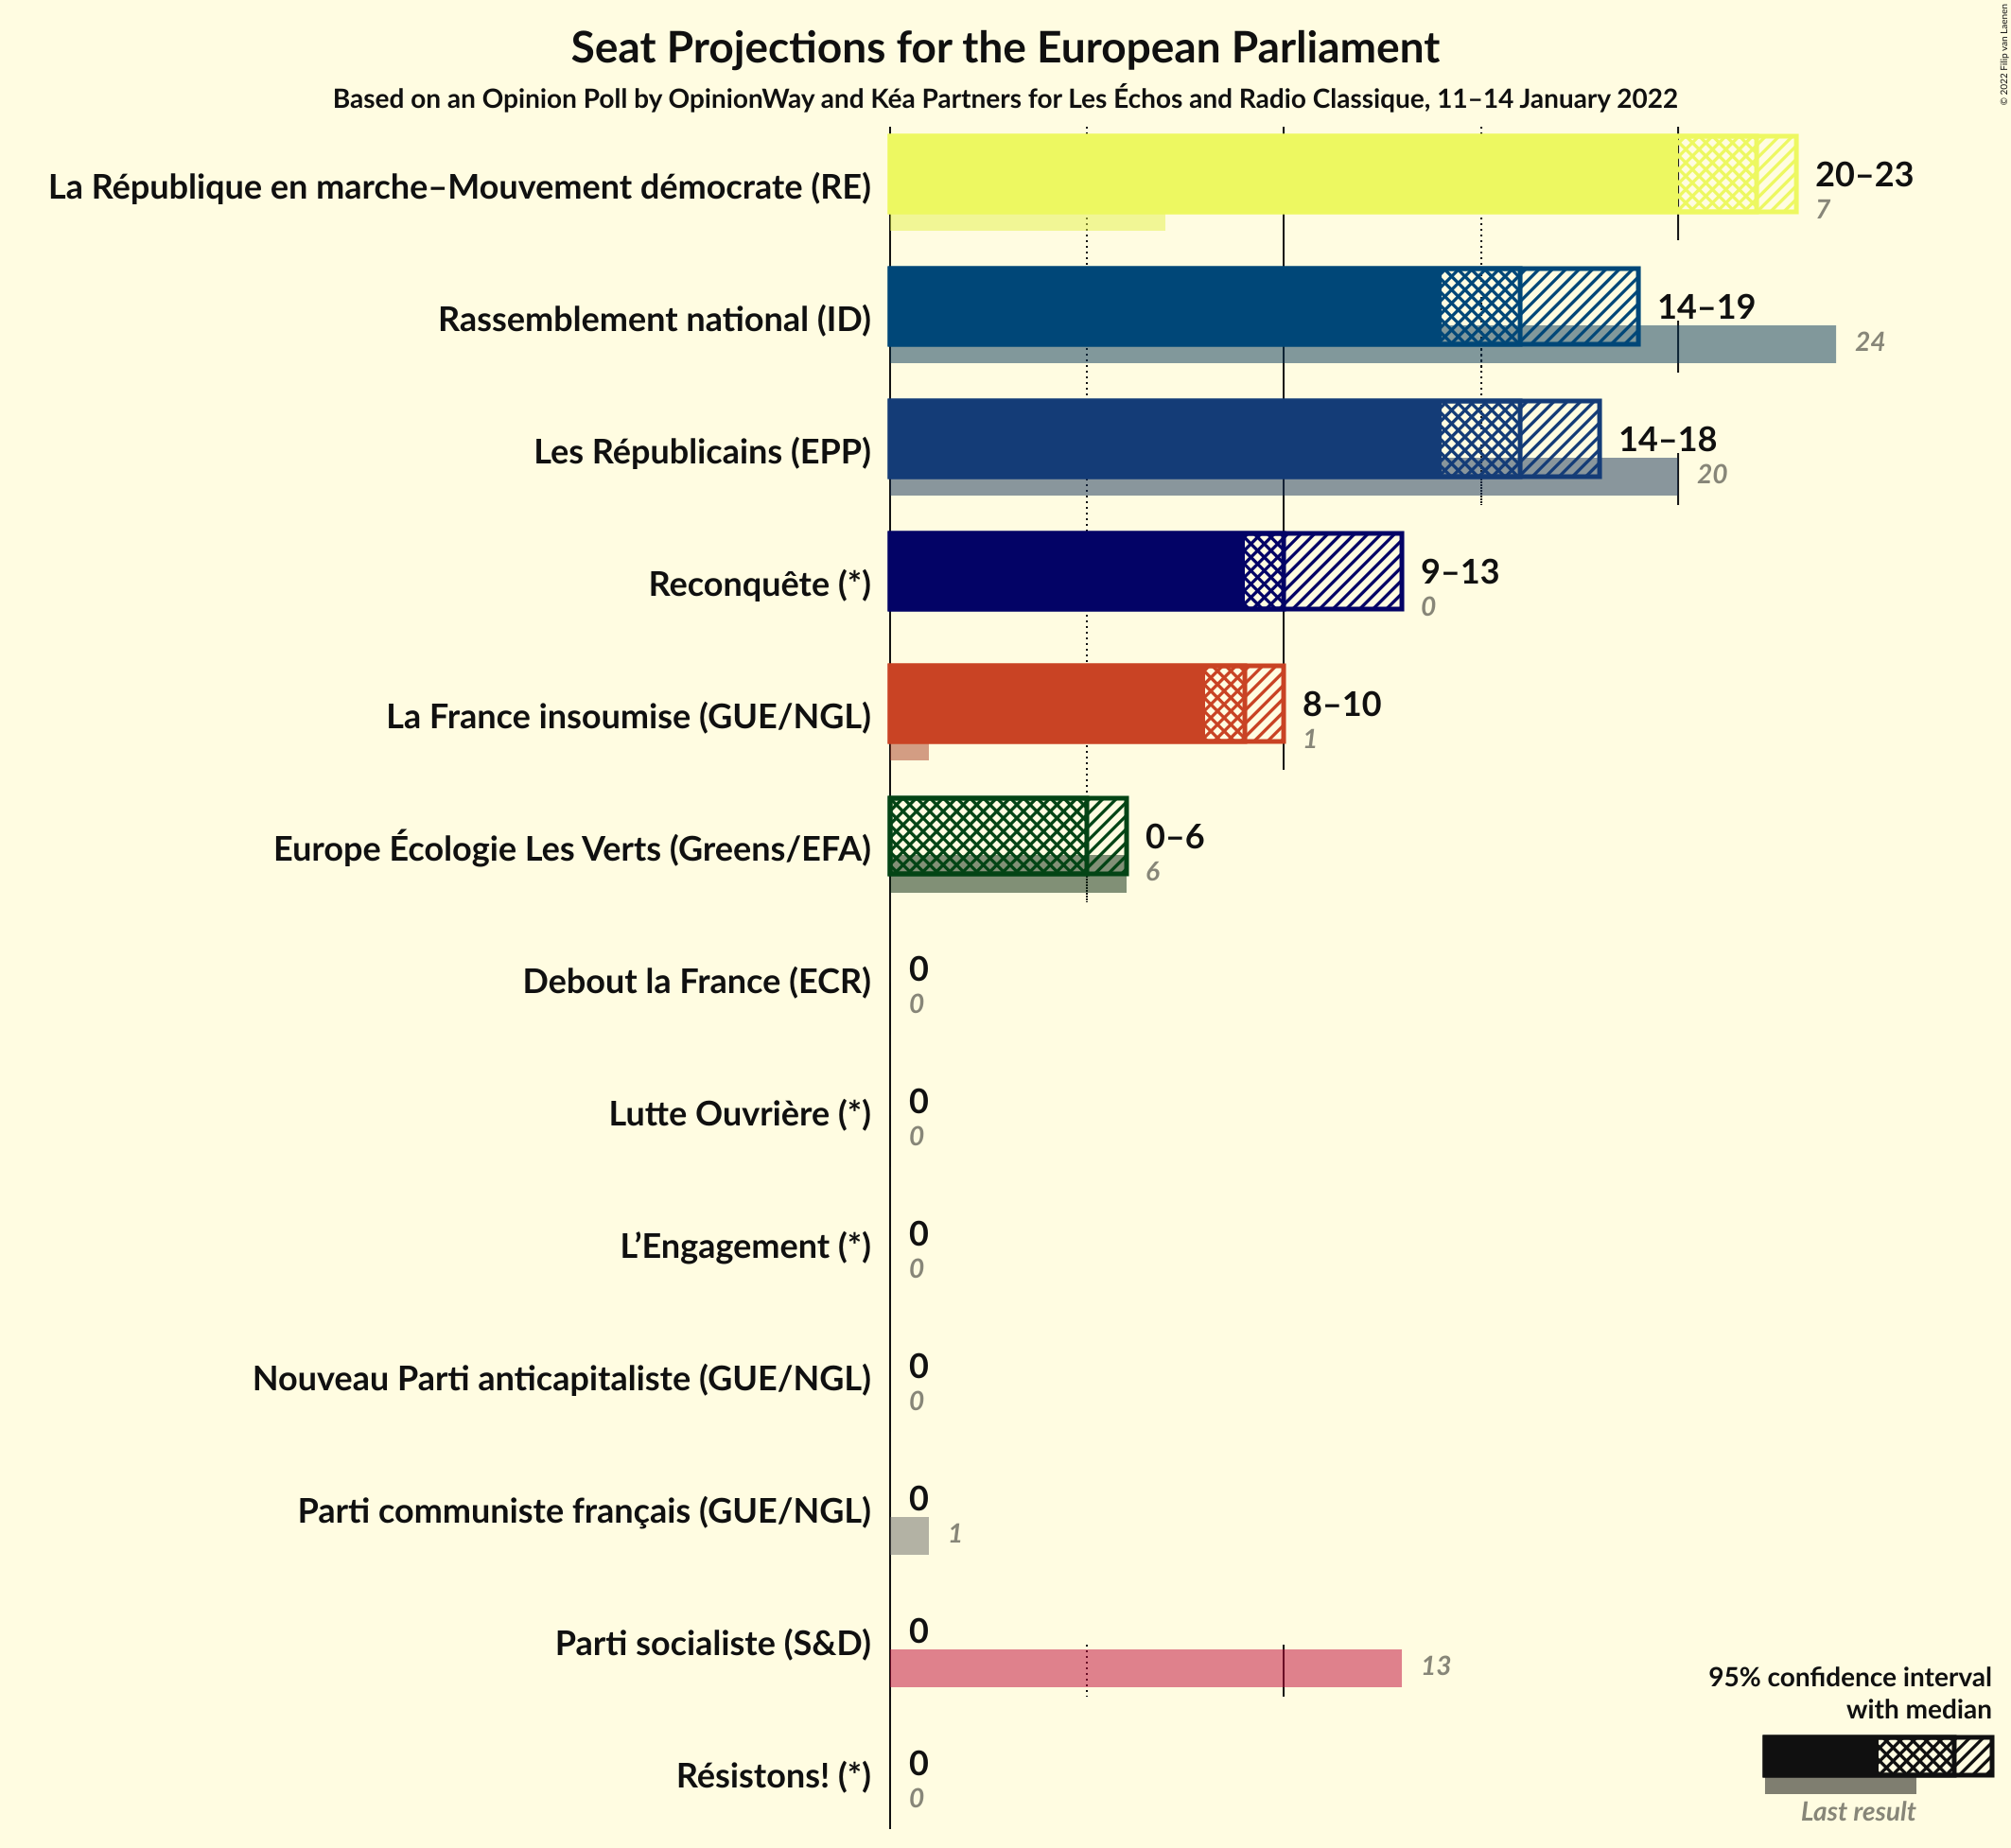 Seat Projections for the European Parliament
Based on an Opinion Poll by OpinionWay and Kéa Partners for Les Échos and Radio Classique, 11–14 January 2022
© 2022 Filip van Laenen
La République en marche–Mouvement démocrate (RE)
20–23
7
Rassemblement national (ID)
14–19
24
Les Républicains (EPP)
14–18
20
Reconquête (*)
9–13
0
La France insoumise (GUE/NGL)
8–10
1
Europe Écologie Les Verts (Greens/EFA)
0–6
6
Debout la France (ECR)
0
0
Lutte Ouvrière (*)
0
0
L’Engagement (*)
0
0
Nouveau Parti anticapitaliste (GUE/NGL)
0
0
Parti communiste français (GUE/NGL)
0
1
Parti socialiste (S&D)
0
13
Résistons! (*)
0
0
95% confidence interval
with median
Last result